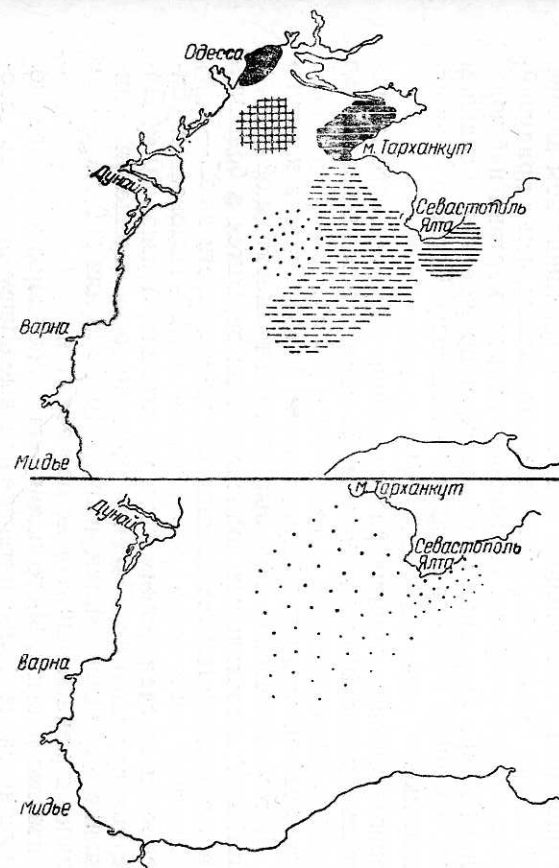 Одесса
м. Тарханкут
Дунай
Севастополь
Ялта
Варна
Мидье
м. Тарханкут
Дунай
Севастополь
Ялта
Варна
Мидье